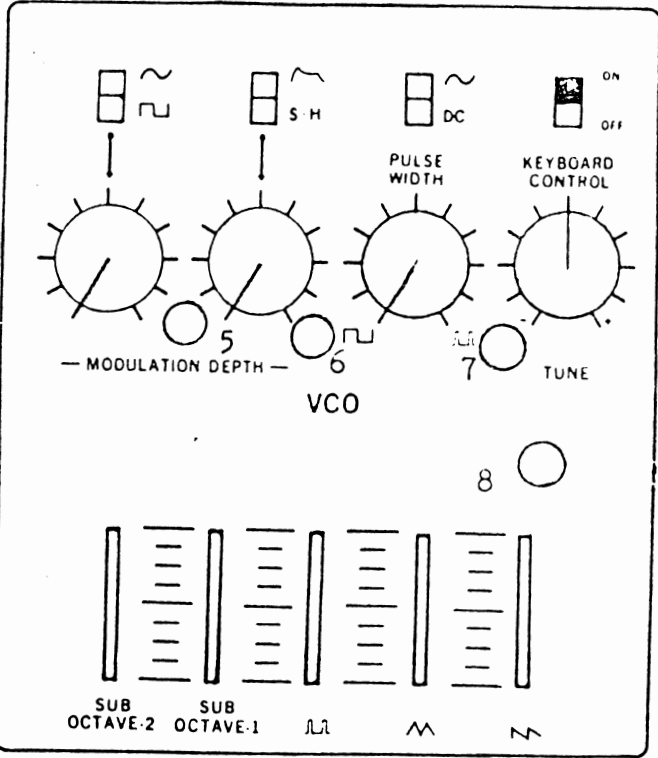 ON
S·H
DC
OFF
PULSE
WIDTH
KEYBOARD
CONTROL
- +
5
6
7
— MODULATION DEPTH —
TUNE
VCO
8
SUB
OCTAVE·2
SUB
OCTAVE·1